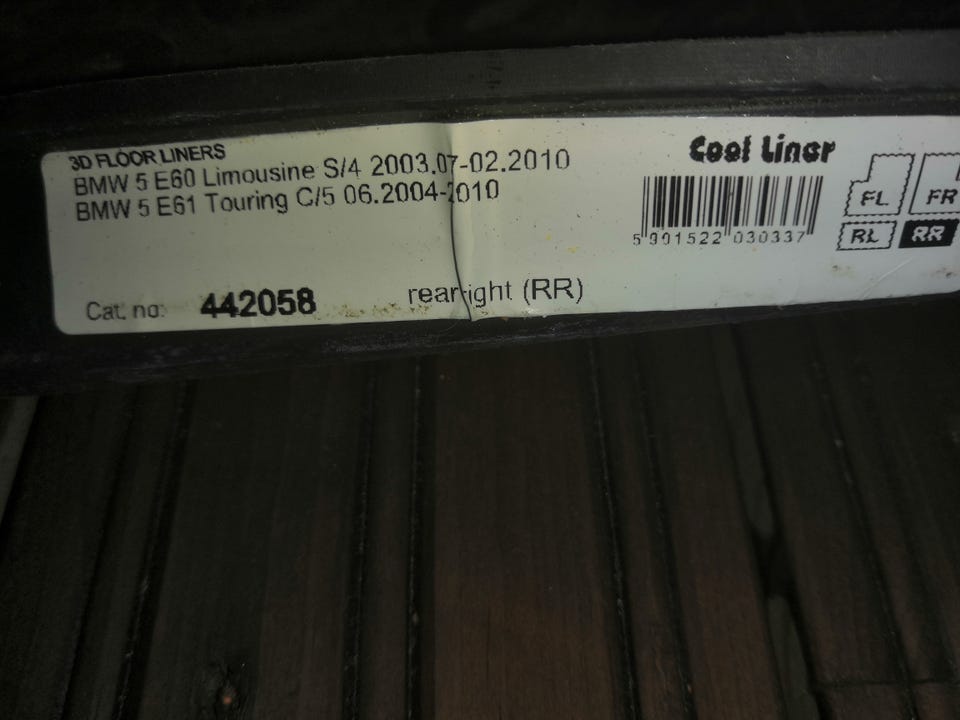 3D FLOOR LINERS
BMW 5 E60 Limousine S/4 2003.07-02.2010
BMW 5 E61 Touring C/5 06.2004-2010
Cat. no: 442058
rear right (RR)
Cool Liner
5 901522 030337
FL FR
RL RR